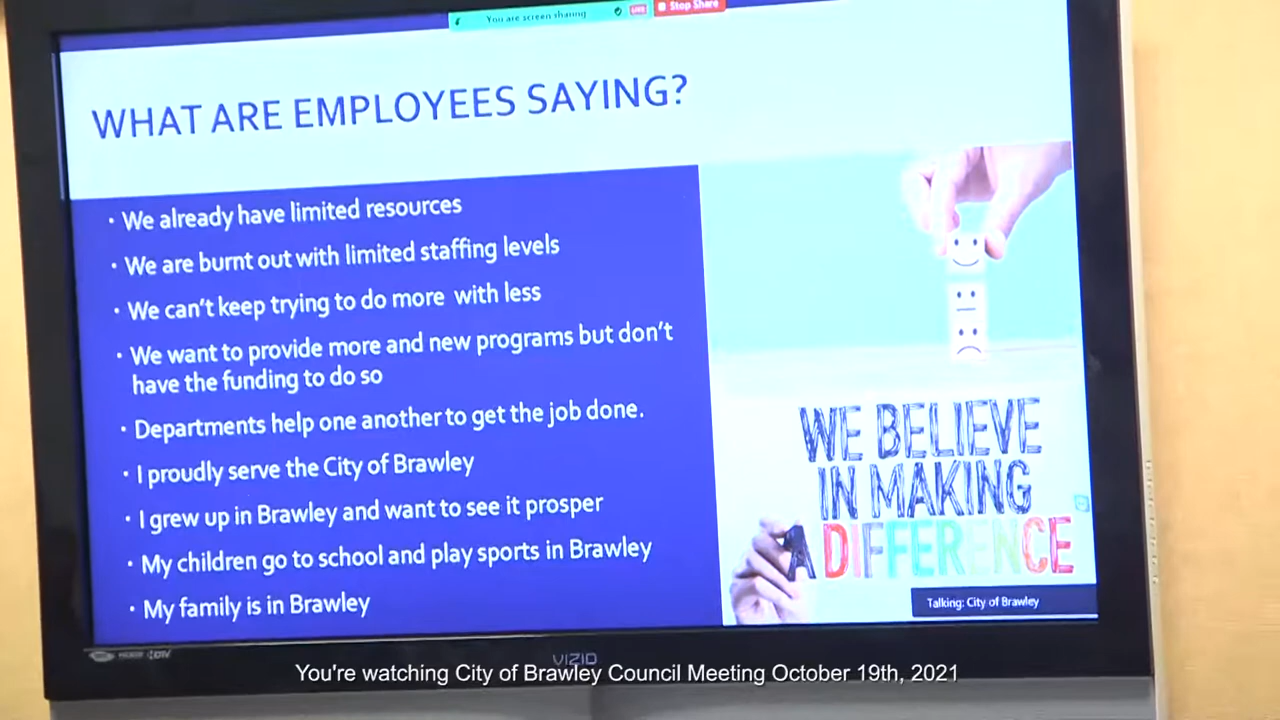 You are screen sharing
LIVE
Stop Share
WHAT ARE EMPLOYEES SAYING?
• We already have limited resources
• We are burnt out with limited staffing levels
• We can't keep trying to do more with less
• We want to provide more and new programs but don't
have the funding to do so
• Departments help one another to get the job done.
• I proudly serve the City of Brawley
• I grew up in Brawley and want to see it prosper
• My children go to school and play sports in Brawley
• My family is in Brawley
WE BELIEVE
IN MAKING
A DIFFERENCE
Talking: City of Brawley
VIZIO
You're watching City of Brawley Council Meeting October 19th, 2021